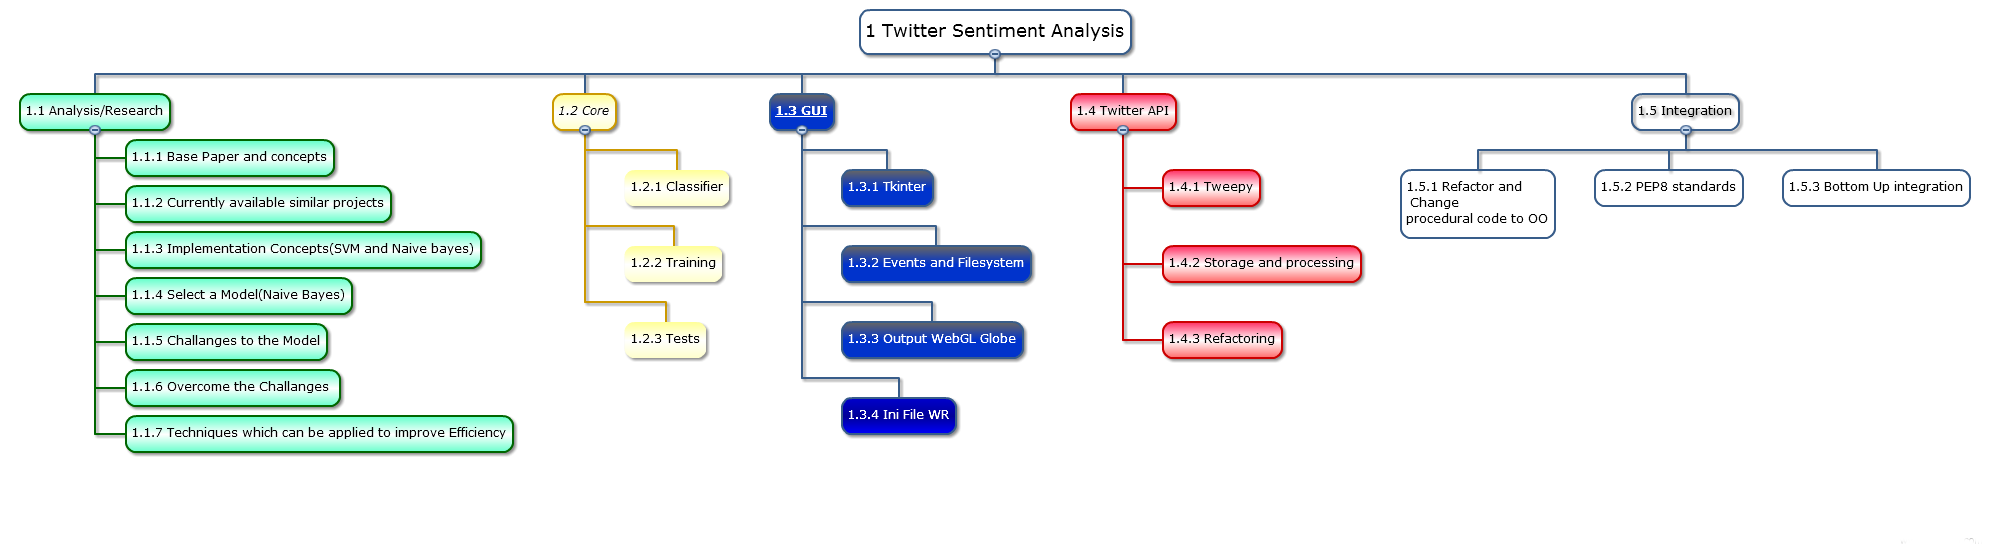 1 Twitter Sentiment Analysis
1.1 Analysis/Research
1.1.1 Base Paper and concepts
1.1.2 Currently available similar projects
1.1.3 Implementation Concepts(SVM and Naive bayes)
1.1.4 Select a Model(Naive Bayes)
1.1.5 Challanges to the Model
1.1.6 Overcome the Challanges
1.1.7 Techniques which can be applied to improve Efficiency
1.2 Core
1.2.1 Classifier
1.2.2 Training
1.2.3 Tests
1.3 GUI
1.3.1 Tkinter
1.3.2 Events and Filesystem
1.3.3 Output WebGL Globe
1.3.4 Ini File WR
1.4 Twitter API
1.4.1 Tweepy
1.4.2 Storage and processing
1.4.3 Refactoring
1.5 Integration
1.5.1 Refactor and
Change
procedural code to OO
1.5.2 PEP8 standards
1.5.3 Bottom Up integration